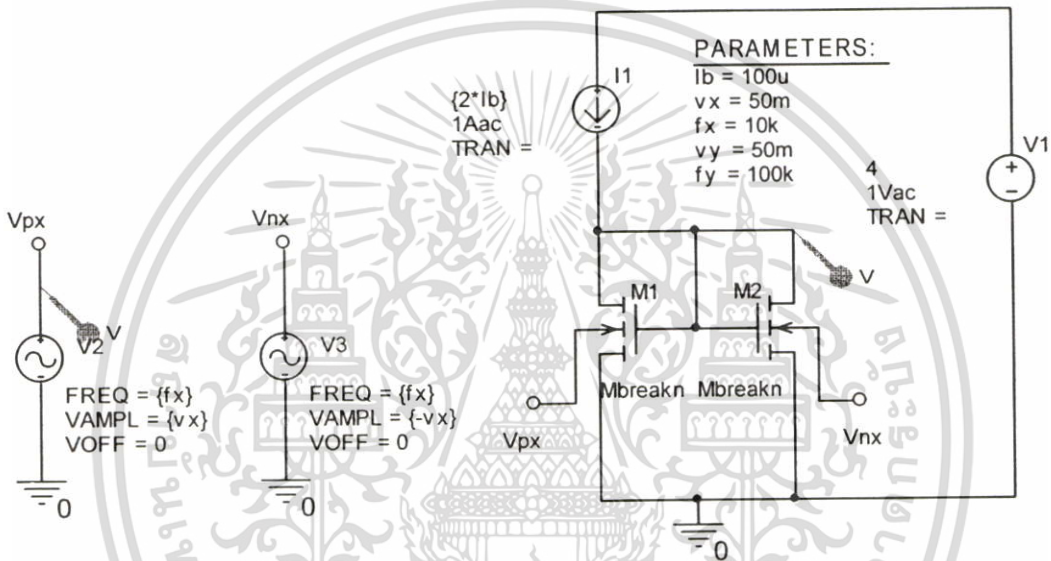 PARAMETERS:
Ib = 100u
vx = 50m
fx = 10k
vy = 50m
fy = 100k
I1
{2*Ib}
1Aac
TRAN =
V1
4
1Vac
TRAN =
Vpx
V
V2
FREQ = {fx}
VAMPL = {vx}
VOFF = 0
0
Vnx
V3
FREQ = {fx}
VAMPL = {-vx}
VOFF = 0
0
V
M1
M2
Mbreakn
Mbreakn
Vpx
Vnx
0